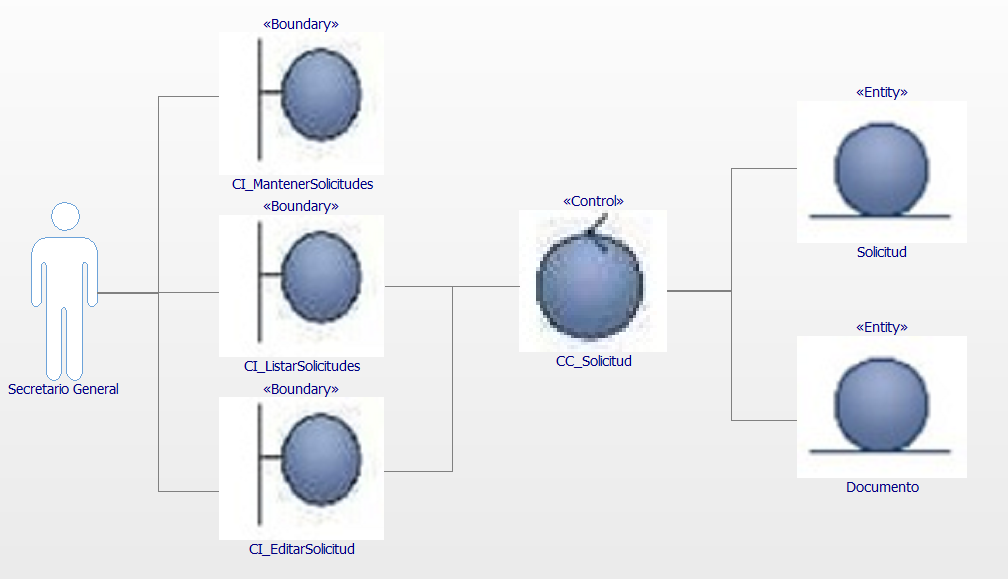 «Boundary»
CI_MantenerSolicitudes
«Boundary»
CI_ListarSolicitudes
«Boundary»
CI_EditarSolicitud
Secretario General
«Control»
CC_Solicitud
«Entity»
Solicitud
«Entity»
Documento